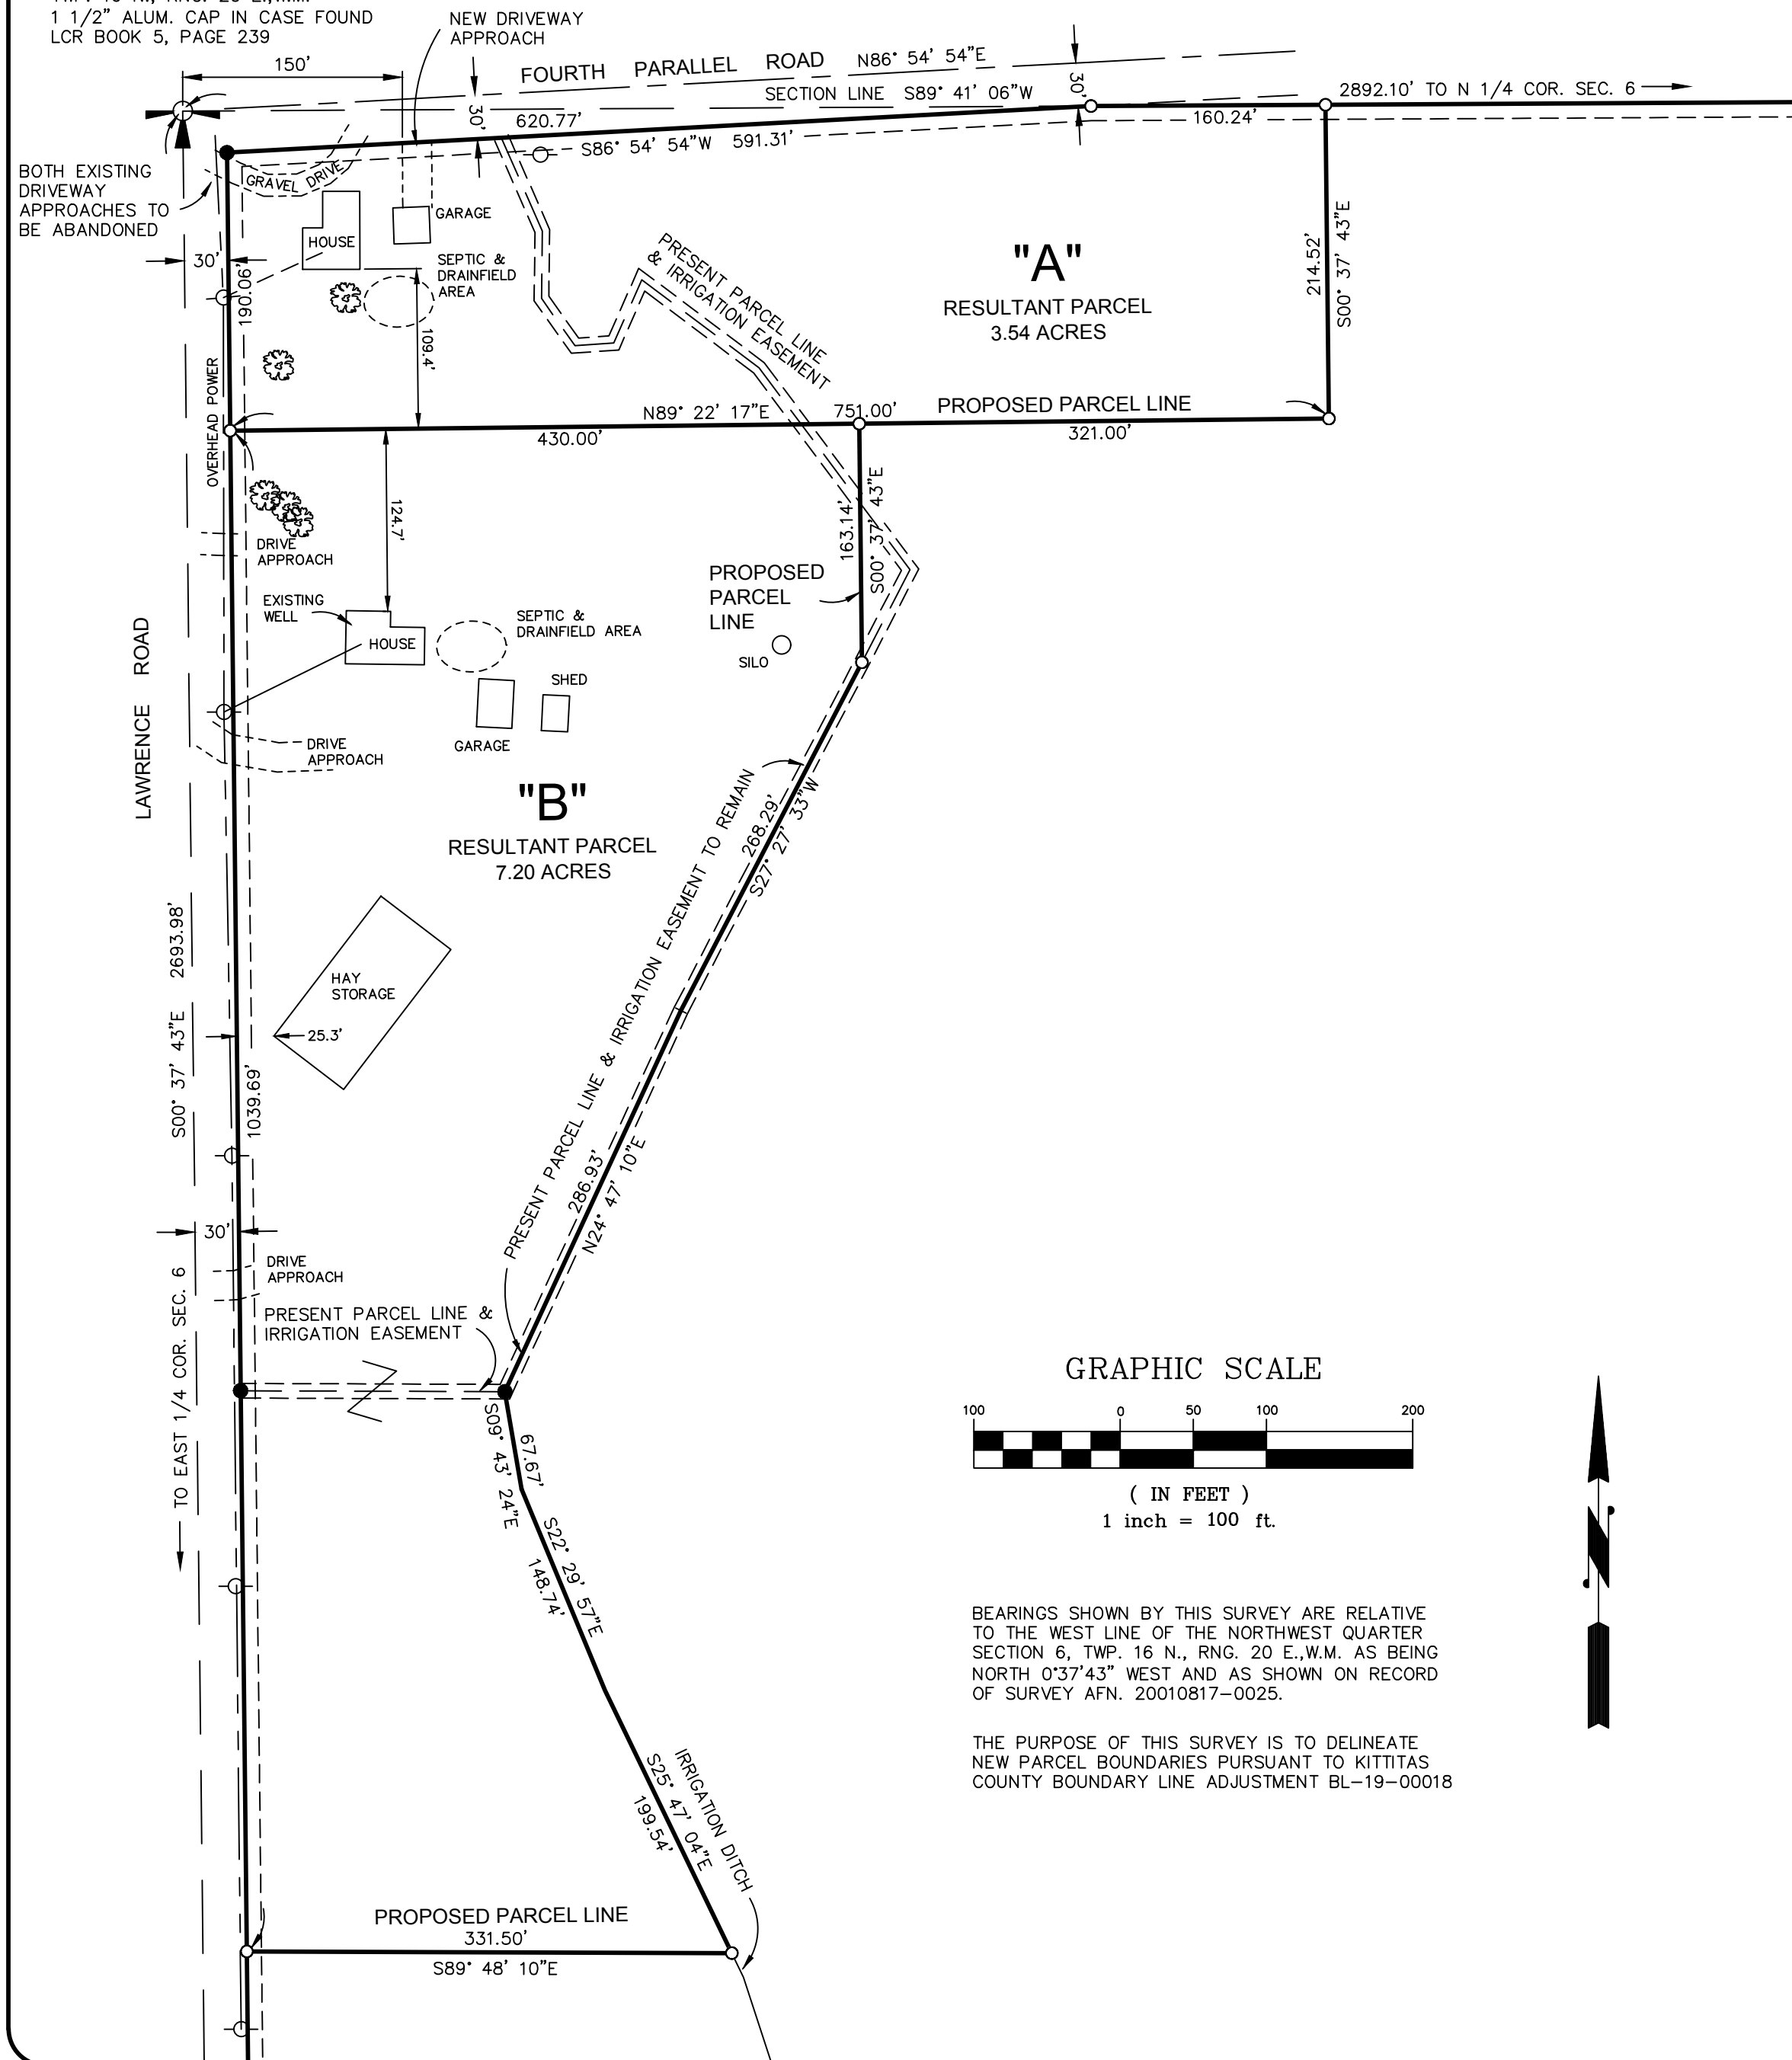 1 1/2" ALUM. CAP IN CASE FOUND
LCR BOOK 5, PAGE 239
NEW DRIVEWAY
APPROACH
150'
FOURTH PARALLEL ROAD N86° 54' 54"E
SECTION LINE S89° 41' 06"W
30'
30'
2892.10' TO N 1/4 COR. SEC. 6
620.77'
160.24'
S86° 54' 54"W 591.31'
BOTH EXISTING
DRIVEWAY
APPROACHES TO
BE ABANDONED
GRAVEL DRIVE
HOUSE
GARAGE
SEPTIC &
DRAINFIELD
AREA
30'
190.06'
109.4'
OVERHEAD POWER
PRESENT PARCEL LINE
& IRRIGATION EASEMENT
"A"
RESULTANT PARCEL
3.54 ACRES
214.52'
S00° 37' 43"E
N89° 22' 17"E
751.00'
PROPOSED PARCEL LINE
430.00'
321.00'
124.7'
163.14'
S00° 37' 43"E
DRIVE
APPROACH
EXISTING
WELL
HOUSE
SEPTIC &
DRAINFIELD AREA
PROPOSED
PARCEL
LINE
SILO
SHED
GARAGE
LAWRENCE ROAD
DRIVE
APPROACH
"B"
RESULTANT PARCEL
7.20 ACRES
268.29'
S27° 27' 33"W
PRESENT PARCEL LINE & IRRIGATION EASEMENT TO REMAIN
HAY
STORAGE
25.3'
S00° 37' 43"E 2693.98'
1039.69'
286.93'
N24° 47' 10"E
30'
DRIVE
APPROACH
TO EAST 1/4 COR. SEC. 6
PRESENT PARCEL LINE &
IRRIGATION EASEMENT
S09° 43' 24"E
67.67'
S22° 29' 57"E
148.74'
S25° 47' 04"E
199.54'
IRRIGATION DITCH
PROPOSED PARCEL LINE
331.50'
S89° 48' 10"E
GRAPHIC SCALE
100 0 50 100 200
( IN FEET )
1 inch = 100 ft.
N
BEARINGS SHOWN BY THIS SURVEY ARE RELATIVE
TO THE WEST LINE OF THE NORTHWEST QUARTER
SECTION 6, TWP. 16 N., RNG. 20 E.,W.M. AS BEING
NORTH 0°37'43" WEST AND AS SHOWN ON RECORD
OF SURVEY AFN. 20010817-0025.
THE PURPOSE OF THIS SURVEY IS TO DELINEATE
NEW PARCEL BOUNDARIES PURSUANT TO KITTITAS
COUNTY BOUNDARY LINE ADJUSTMENT BL-19-00018